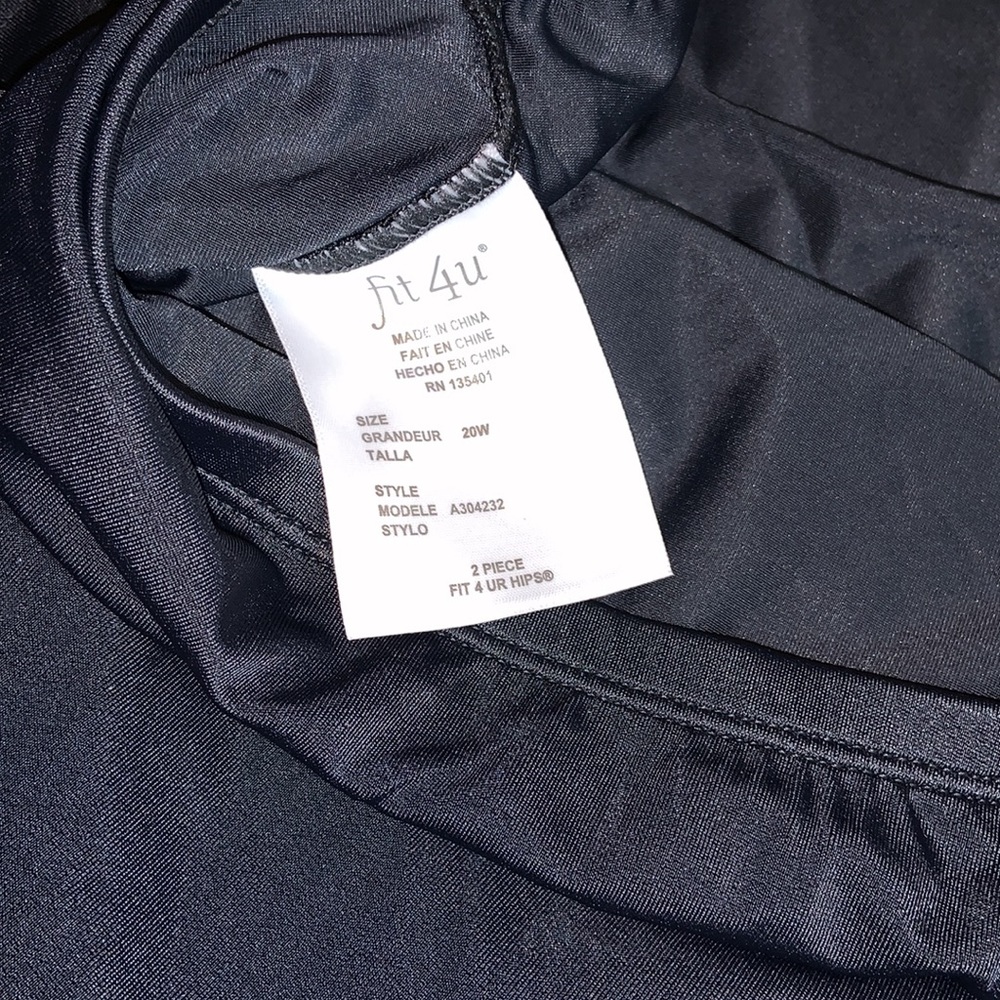 fit 4u®
MADE IN CHINA
FAIT EN CHINE
HECHO EN CHINA
RN 135401
SIZE
GRANDEUR 20W
TALLA
STYLE
MODELE A304232
STYLO
2 PIECE
FIT 4 UR HIPS®